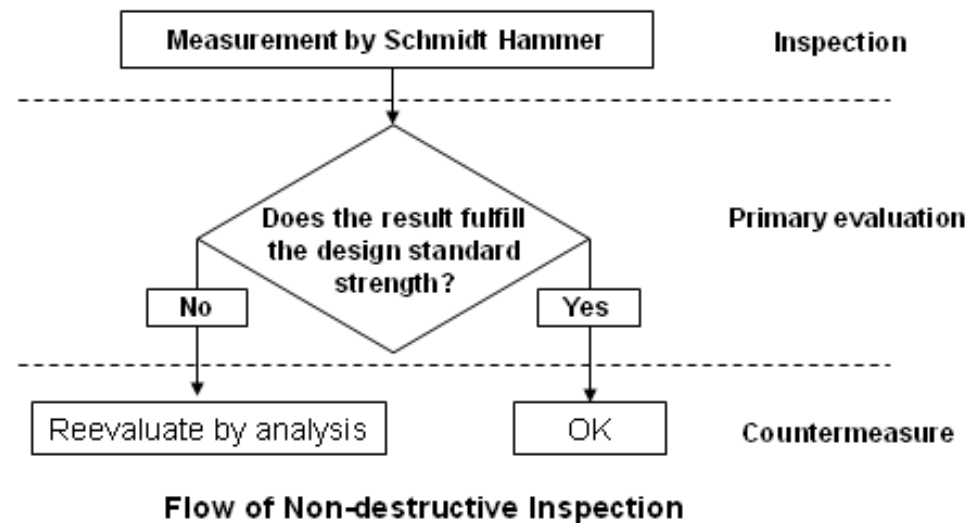 Measurement by Schmidt Hammer
Inspection
Does the result fulfill
the design standard
strength?
Primary evaluation
No
Yes
Reevaluate by analysis
OK
Countermeasure
Flow of Non-destructive Inspection